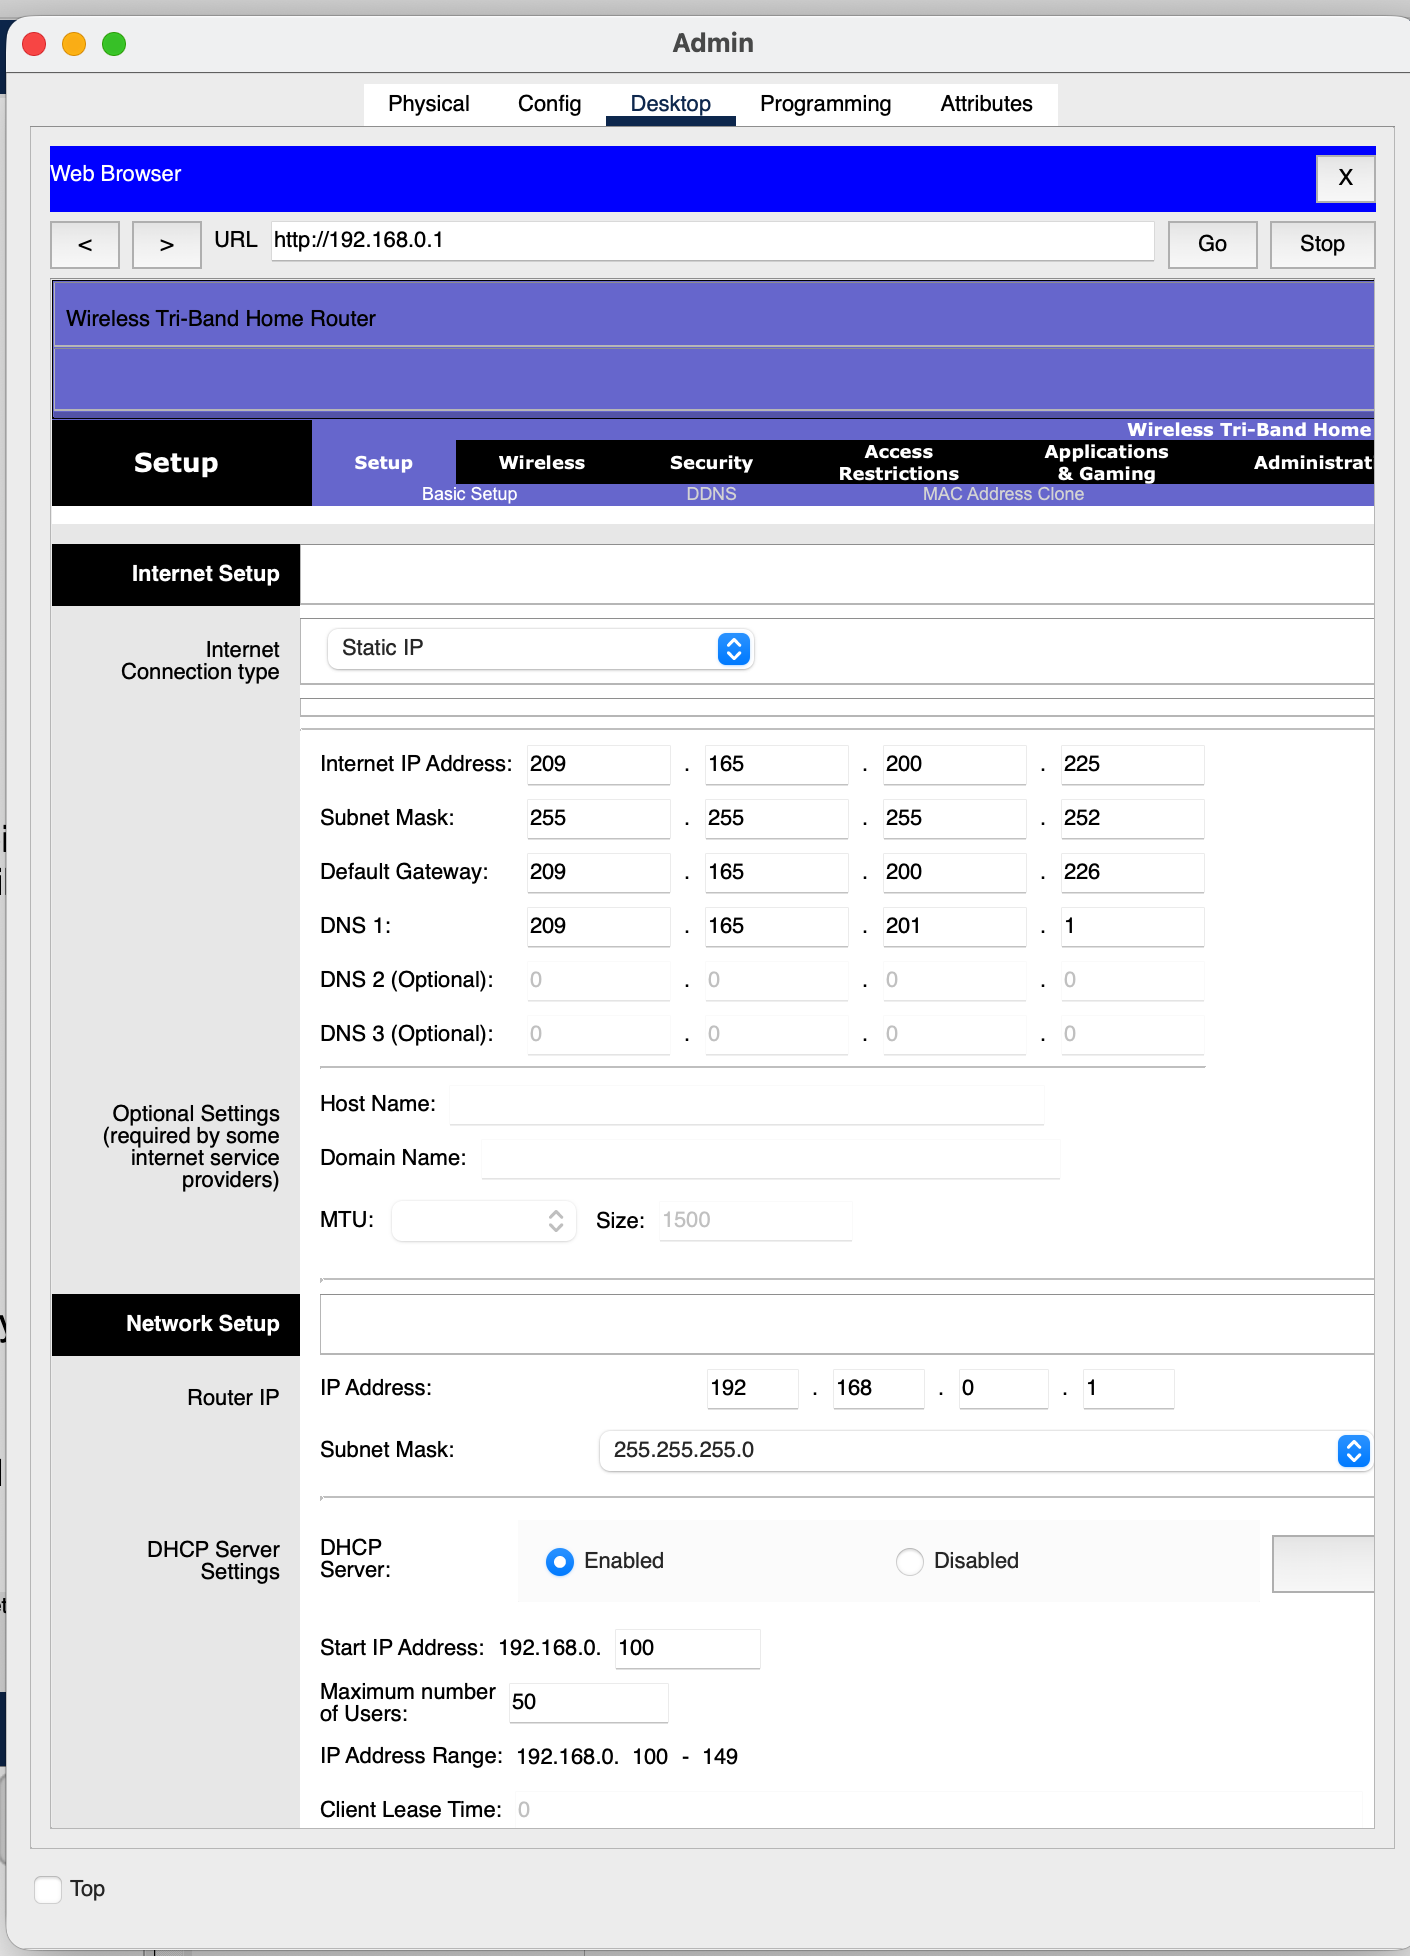 Admin
Physical Config Desktop Programming Attributes
Web Browser X
< > URL http://192.168.0.1 Go Stop
Wireless Tri-Band Home Router
Wireless Tri-Band Home
Setup Setup Wireless Security Access Restrictions Applications & Gaming Administrati
Basic Setup DDNS MAC Address Clone
Internet Setup
Internet
Connection type Static IP
Internet IP Address: 209 . 165 . 200 . 225
Subnet Mask: 255 . 255 . 255 . 252
Default Gateway: 209 . 165 . 200 . 226
DNS 1: 209 . 165 . 201 . 1
DNS 2 (Optional): 0 . 0 . 0 . 0
DNS 3 (Optional): 0 . 0 . 0 . 0
Optional Settings
(required by some
internet service
providers)
Host Name:
Domain Name:
MTU: Size: 1500
Network Setup
Router IP IP Address: 192 . 168 . 0 . 1
Subnet Mask: 255.255.255.0
DHCP Server
Settings
DHCP
Server: Enabled Disabled
Start IP Address: 192.168.0. 100
Maximum number
of Users: 50
IP Address Range: 192.168.0. 100 - 149
Client Lease Time: 0
Top